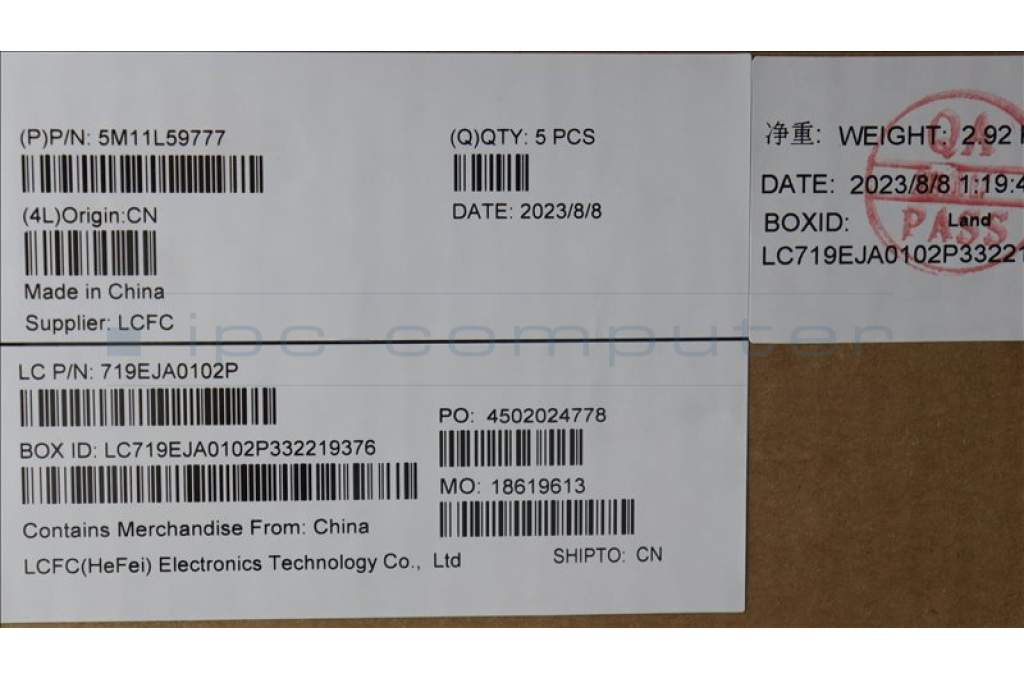 (P)P/N: 5M11L59777
(Q)QTY: 5 PCS
(4L)Origin:CN
DATE: 2023/8/8
Made in China
Supplier: LCFC
净重: WEIGHT: 2.92
DATE: 2023/8/8 1:19:4
BOXID: Land
LC719EJA0102P33221
QA
PASS
ipc-computer
LC P/N: 719EJA0102P
BOX ID: LC719EJA0102P332219376
Contains Merchandise From: China
LCFC(HeFei) Electronics Technology Co., Ltd
PO: 4502024778
MO: 18619613
SHIPTO: CN